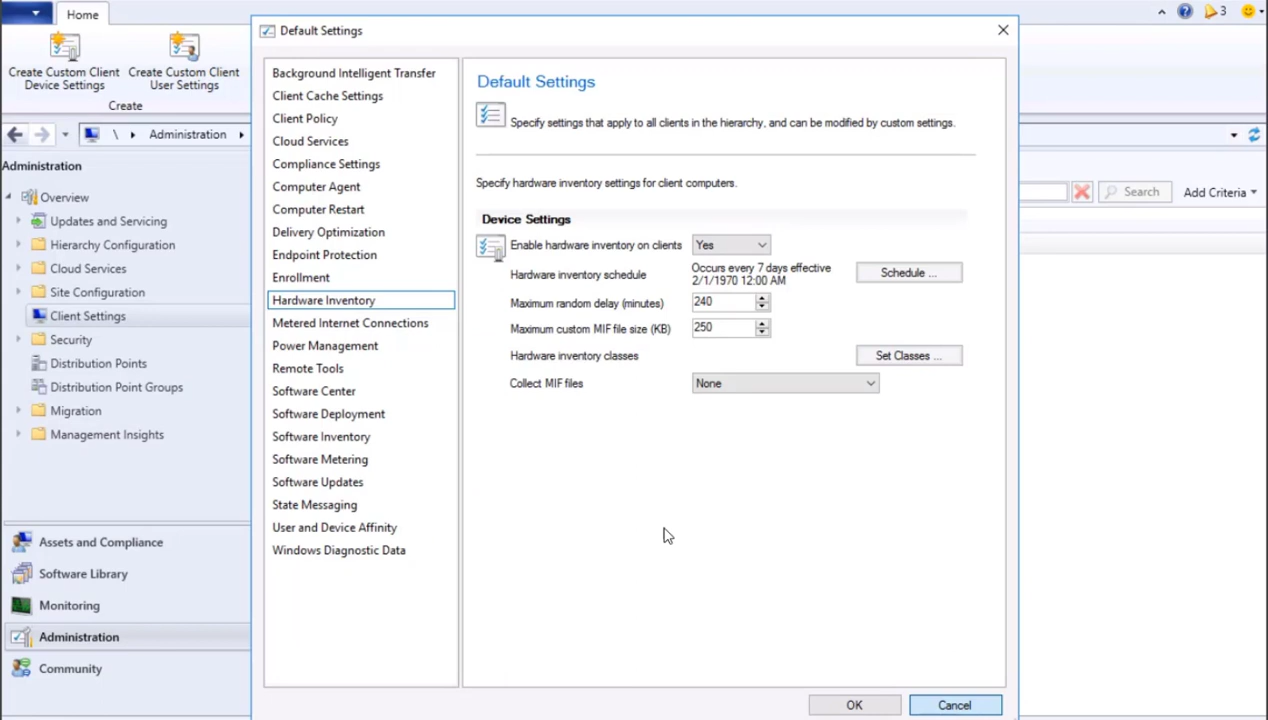 Home
3
Create Custom Client
Device Settings
Create Custom Client
User Settings
Create
\ Administration
Administration
Overview
Updates and Servicing
Hierarchy Configuration
Cloud Services
Site Configuration
Client Settings
Security
Distribution Points
Distribution Point Groups
Migration
Management Insights
Assets and Compliance
Software Library
Monitoring
Administration
Community
Default Settings
Background Intelligent Transfer
Client Cache Settings
Client Policy
Cloud Services
Compliance Settings
Computer Agent
Computer Restart
Delivery Optimization
Endpoint Protection
Enrollment
Hardware Inventory
Metered Internet Connections
Power Management
Remote Tools
Software Center
Software Deployment
Software Inventory
Software Metering
Software Updates
State Messaging
User and Device Affinity
Windows Diagnostic Data
Default Settings
Specify settings that apply to all clients in the hierarchy, and can be modified by custom settings.
Specify hardware inventory settings for client computers.
Device Settings
Enable hardware inventory on clients Yes
Hardware inventory schedule
Occurs every 7 days effective
2/1/1970 12:00 AM
Schedule ...
Maximum random delay (minutes) 240
Maximum custom MIF file size (KB) 250
Hardware inventory classes Set Classes ...
Collect MIF files None
OK Cancel
Search Add Criteria